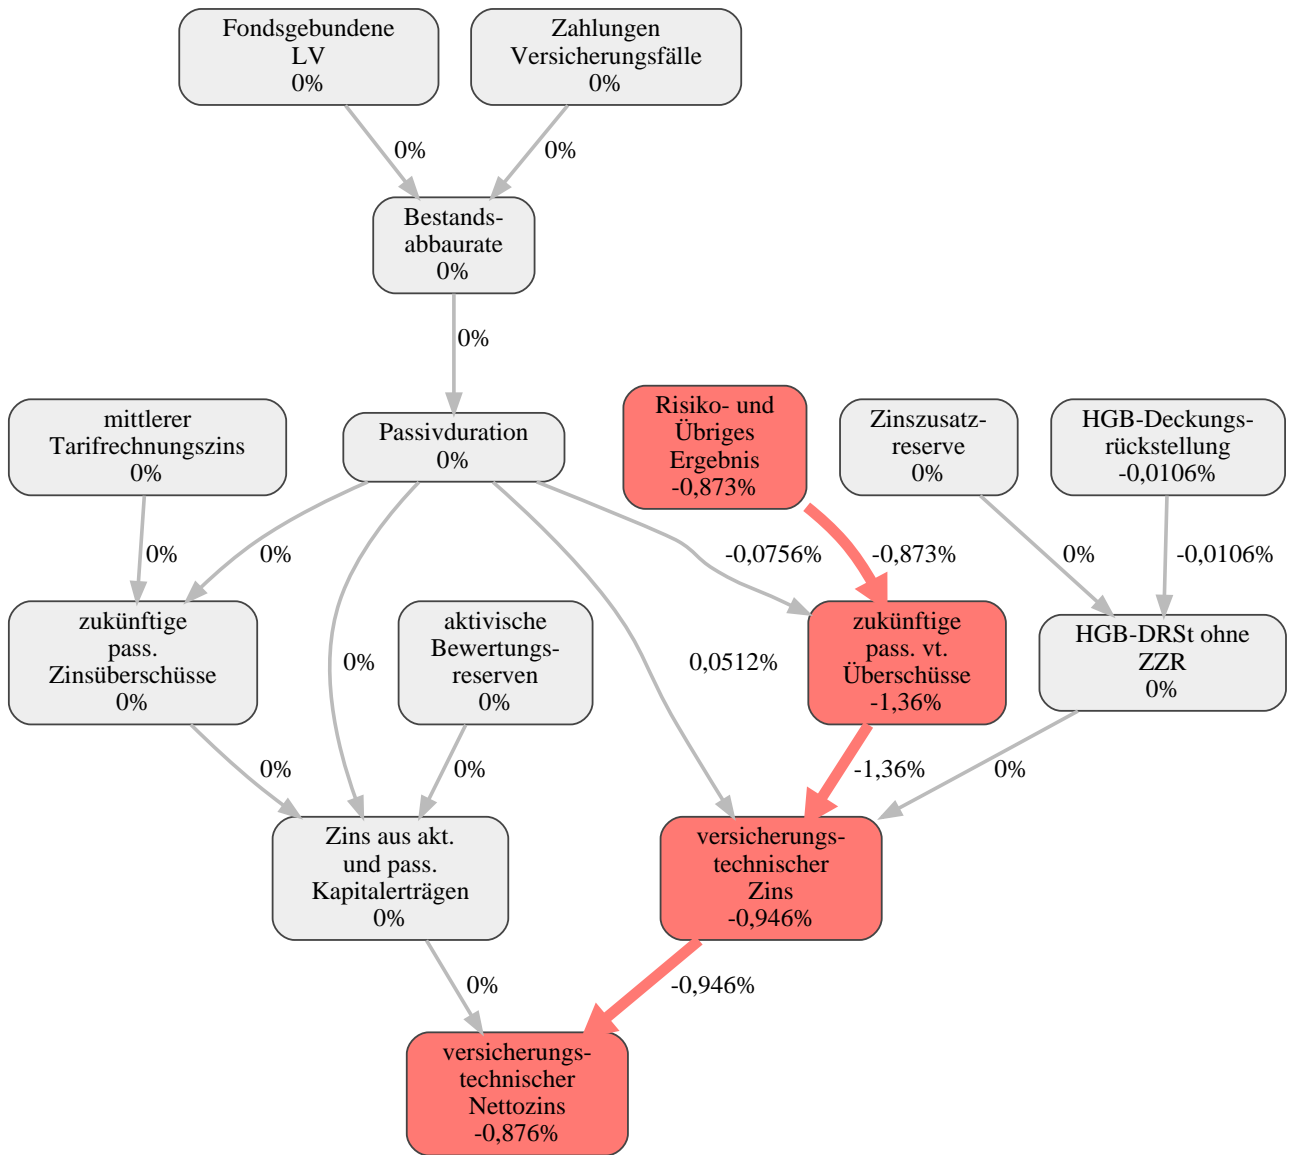 Fondsgebundene
LV
0%
Zahlungen
Versicherungsfälle
0%
0%
0%
Bestands-
abbaurate
0%
0%
mittlerer
Tarifrechnungszins
0%
Passivduration
0%
Risiko- und
Übriges
Ergebnis
-0,873%
Zinszusatz-
reserve
0%
HGB-Deckungs-
rückstellung
-0,0106%
0%
0%
-0,0756%
-0,873%
0%
-0,0106%
zukünftige
pass.
Zinsüberschüsse
0%
0%
aktivische
Bewertungs-
reserven
0%
0,0512%
zukünftige
pass. vt.
Überschüsse
-1,36%
HGB-DRSt ohne
ZZR
0%
0%
0%
-1,36%
0%
Zins aus akt.
und pass.
Kapitalerträgen
0%
versicherungs-
technischer
Zins
-0,946%
0%
-0,946%
versicherungs-
technischer
Nettozins
-0,876%